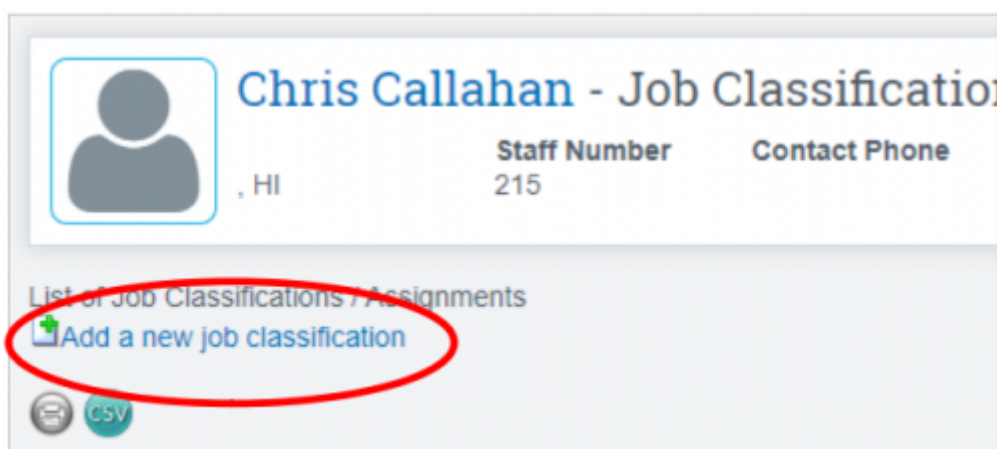 Chris Callahan - Job Classification
Staff Number Contact Phone
, HI 215
List of Job Classifications / Assignments
Add a new job classification
CSV